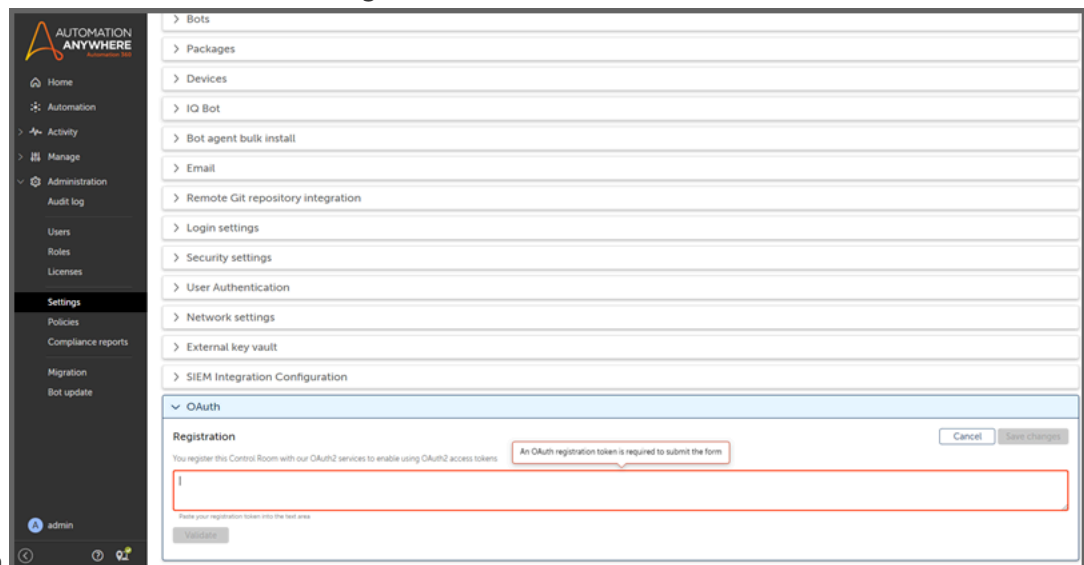 AUTOMATION
ANYWHERE
Automation 360
Home
Automation
Activity
Manage
Administration
Audit log
Users
Roles
Licenses
Settings
Policies
Compliance reports
Migration
Bot update
A admin
Bots
Packages
Devices
IQ Bot
Bot agent bulk install
Email
Remote Git repository integration
Login settings
Security settings
User Authentication
Network settings
External key vault
SIEM Integration Configuration
OAuth
Registration
Cancel
Save changes
You register this Control Room with our OAuth2 services to enable using OAuth2 access tokens
An OAuth registration token is required to submit the form
Paste your registration token into the text area
Validate